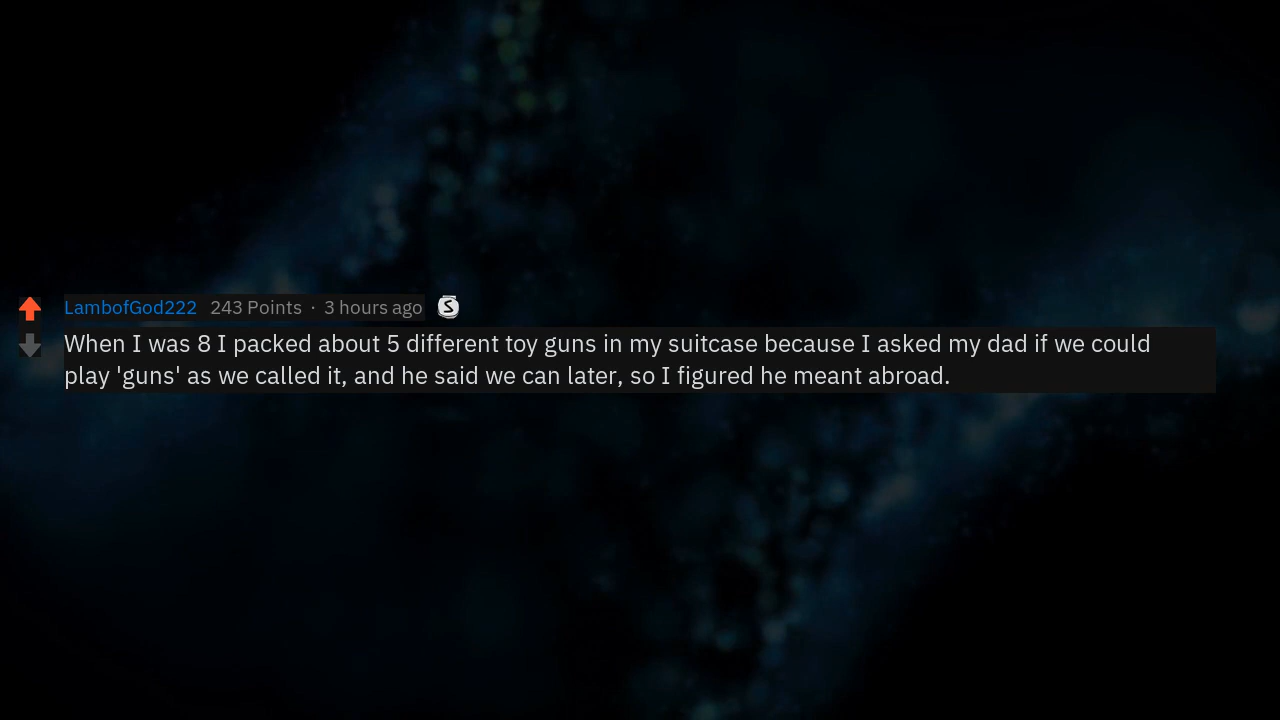 LambofGod222 243 Points · 3 hours ago S
When I was 8 I packed about 5 different toy guns in my suitcase because I asked my dad if we could
play 'guns' as we called it, and he said we can later, so I figured he meant abroad.